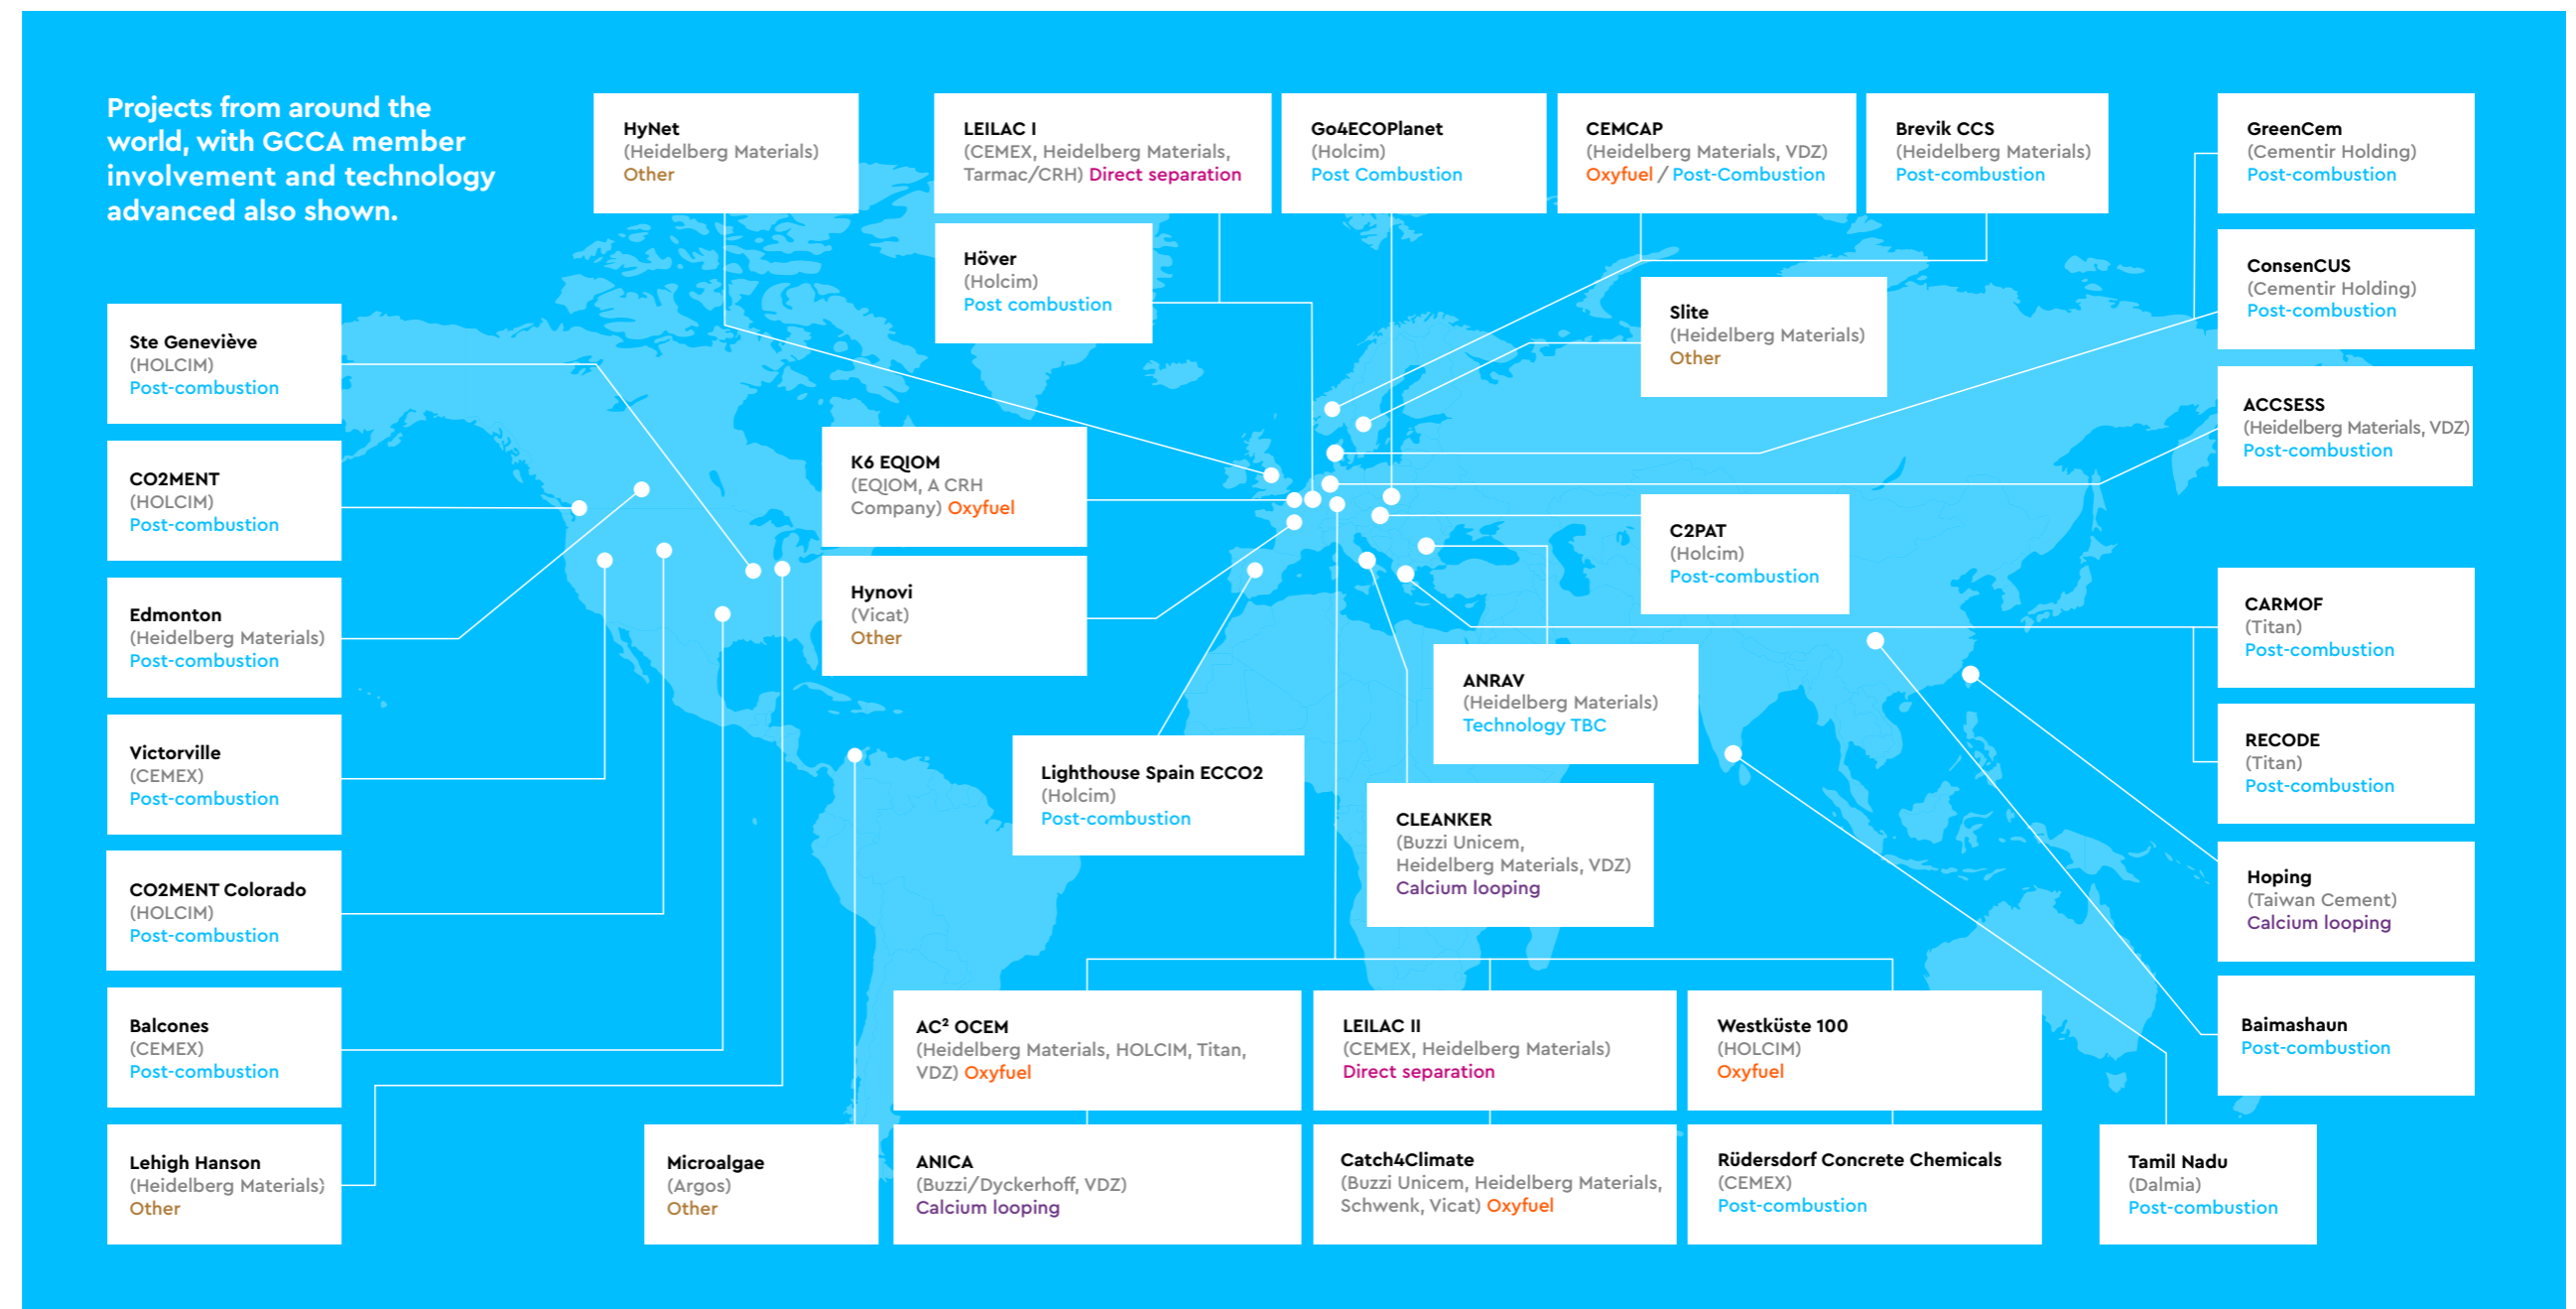 Projects from around the
world, with GCCA member
involvement and technology
advanced also shown.
HyNet
(Heidelberg Materials)
Other
LEILAC I
(CEMEX, Heidelberg Materials,
Tarmac/CRH) Direct separation
Go4ECOPlanet
(Holcim)
Post Combustion
CEMCAP
(Heidelberg Materials, VDZ)
Oxyfuel / Post-Combustion
Brevik CCS
(Heidelberg Materials)
Post-combustion
GreenCem
(Cementir Holding)
Post-combustion
Höver
(Holcim)
Post combustion
ConsenCUS
(Cementir Holding)
Post-combustion
Slite
(Heidelberg Materials)
Other
Ste Geneviève
(HOLCIM)
Post-combustion
ACCSESS
(Heidelberg Materials, VDZ)
Post-combustion
CO2MENT
(HOLCIM)
Post-combustion
K6 EQIOM
(EQIOM, A CRH
Company) Oxyfuel
C2PAT
(Holcim)
Post-combustion
Edmonton
(Heidelberg Materials)
Post-combustion
Hynovi
(Vicat)
Other
CARMOF
(Titan)
Post-combustion
ANRAV
(Heidelberg Materials)
Technology TBC
Victorville
(CEMEX)
Post-combustion
RECODE
(Titan)
Post-combustion
Lighthouse Spain ECCO2
(Holcim)
Post-combustion
CLEANKER
(Buzzi Unicem,
Heidelberg Materials, VDZ)
Calcium looping
CO2MENT Colorado
(HOLCIM)
Post-combustion
Hoping
(Taiwan Cement)
Calcium looping
Balcones
(CEMEX)
Post-combustion
AC² OCEM
(Heidelberg Materials, HOLCIM, Titan,
VDZ) Oxyfuel
LEILAC II
(CEMEX, Heidelberg Materials)
Direct separation
Westküste 100
(HOLCIM)
Oxyfuel
Baimashaun
Post-combustion
Lehigh Hanson
(Heidelberg Materials)
Other
Microalgae
(Argos)
Other
ANICA
(Buzzi/Dyckerhoff, VDZ)
Calcium looping
Catch4Climate
(Buzzi Unicem, Heidelberg Materials,
Schwenk, Vicat) Oxyfuel
Rüdersdorf Concrete Chemicals
(CEMEX)
Post-combustion
Tamil Nadu
(Dalmia)
Post-combustion